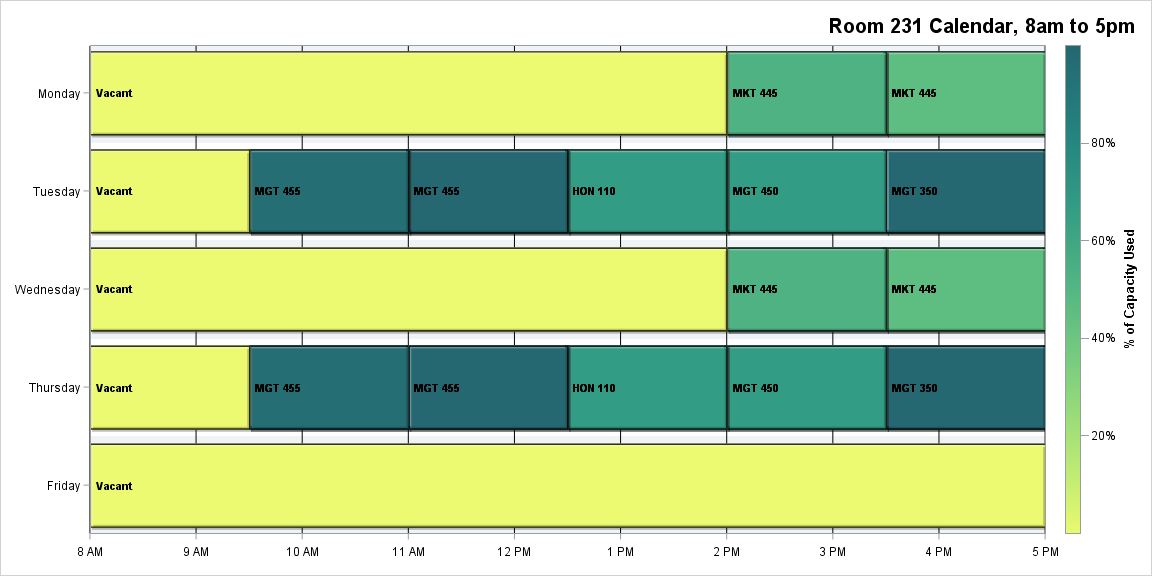 Room 231 Calendar, 8am to 5pm
Monday
Vacant
MKT 445
MKT 445
Tuesday
Vacant
MGT 455
MGT 455
HON 110
MGT 450
MGT 350
Wednesday
Vacant
MKT 445
MKT 445
Thursday
Vacant
MGT 455
MGT 455
HON 110
MGT 450
MGT 350
Friday
Vacant
8 AM
9 AM
10 AM
11 AM
12 PM
1 PM
2 PM
3 PM
4 PM
5 PM
80%
60%
40%
20%
% of Capacity Used